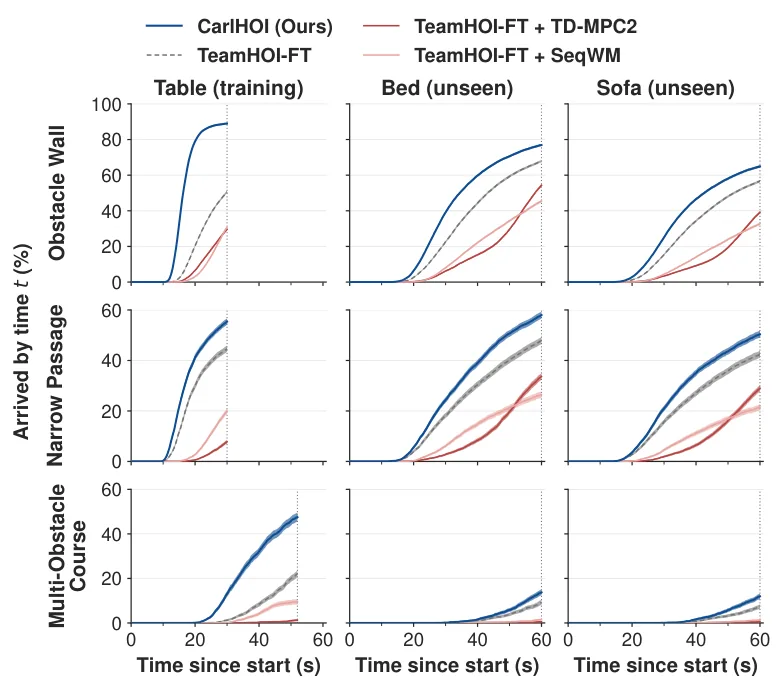 CarlHOI (Ours)
TeamHOI-FT + TD-MPC2
TeamHOI-FT
TeamHOI-FT + SeqWM
Table (training)
Bed (unseen)
Sofa (unseen)
Arrived by time t (%)
Obstacle Wall
100
80
60
40
20
0
Narrow Passage
60
40
20
0
Multi-Obstacle
Course
60
40
20
0
0 20 40 60
0 20 40 60
0 20 40 60
Time since start (s)
Time since start (s)
Time since start (s)